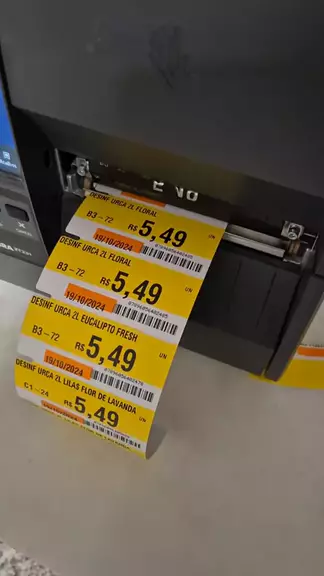 DESINF URCA 2L FLORAL
B3-72 R$ 5,49 UN
19/10/2024
DESINF URCA 2L FLORAL
B3-72 R$ 5,49 UN
19/10/2024
DESINF URCA 2L EUCALIPTO FRESH
B3-72 R$ 5,49 UN
19/10/2024
DESINF URCA 2L LILAS FLOR DE LAVANDA
C1-24 R$ 5,49 UN